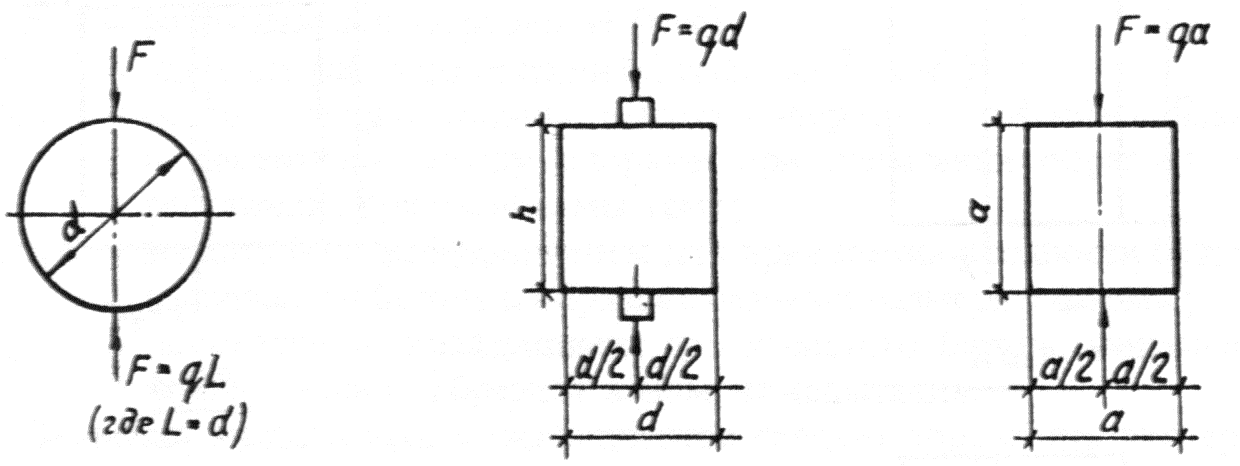 F
d
F = qL
(где L = d)
F = qd
h
d/2 d/2
d
F = qa
a
a/2 a/2
a